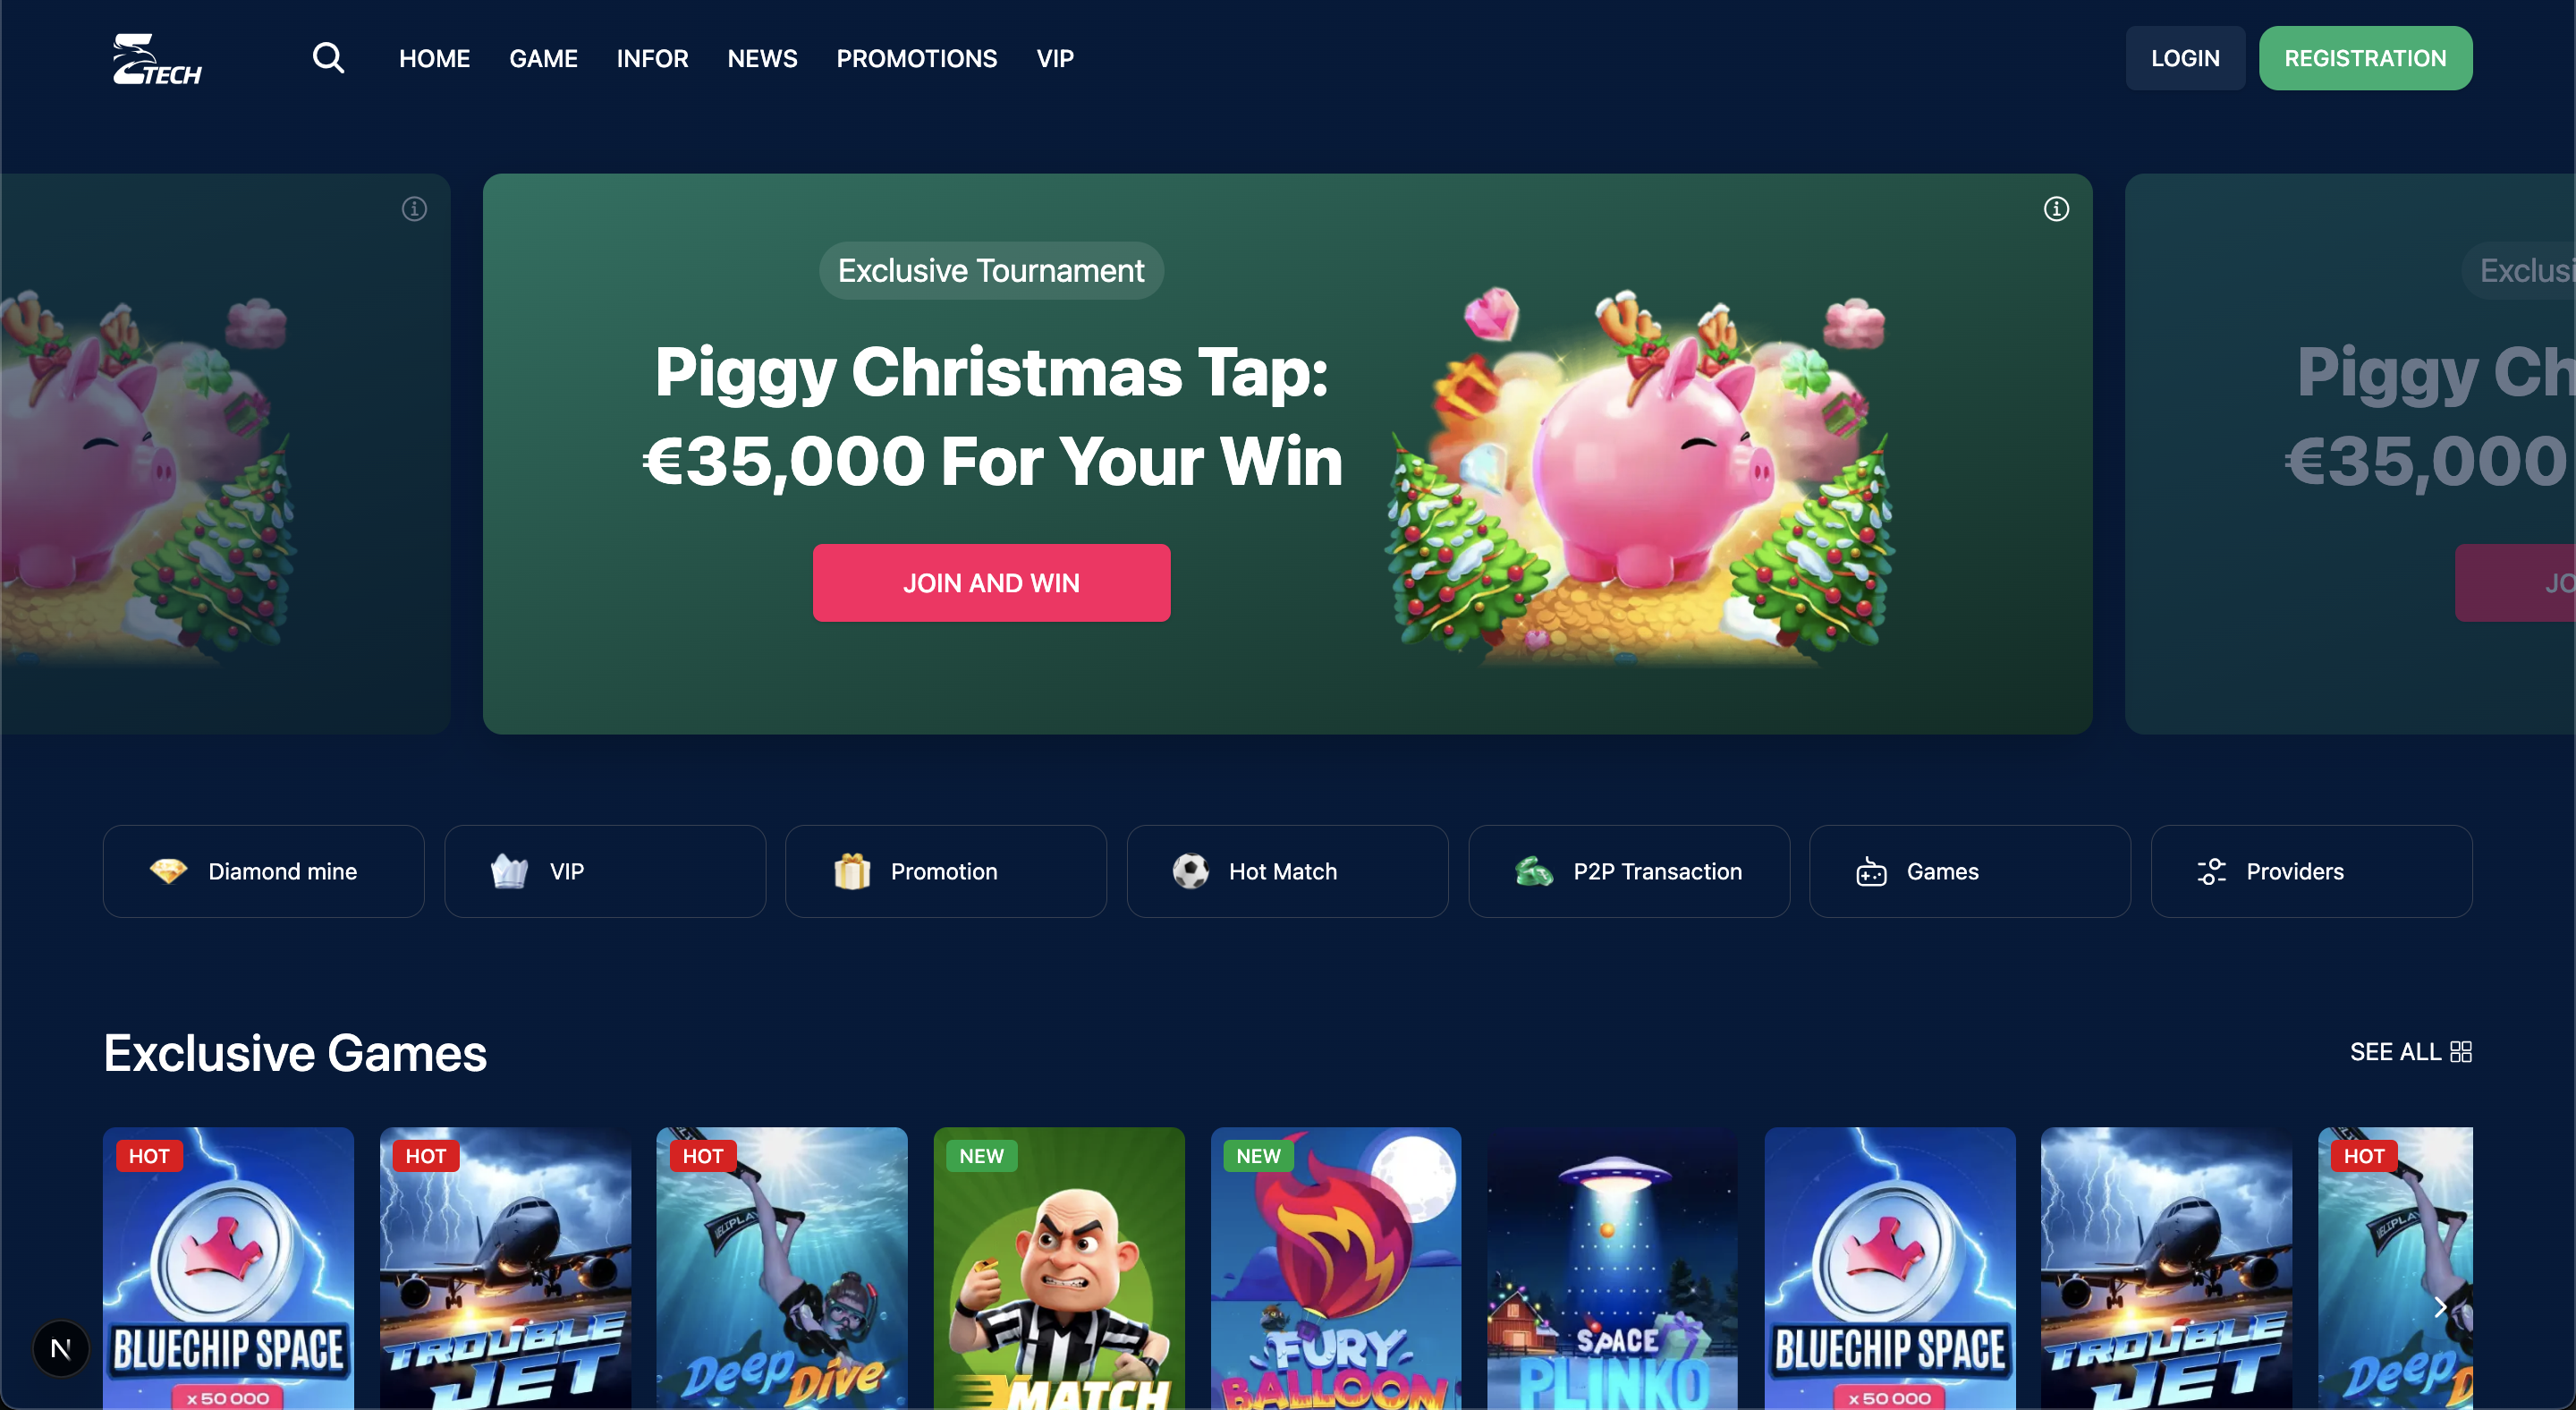 TECH
HOME GAME INFOR NEWS PROMOTIONS VIP
LOGIN REGISTRATION
Exclusive Tournament
Piggy Christmas Tap:
€35,000 For Your Win
JOIN AND WIN
Exclusi
Piggy Ch
€35,000
JO
Diamond mine VIP Promotion Hot Match P2P Transaction Games Providers
Exclusive Games
SEE ALL
HOT
BLUECHIP SPACE
x50 000
HOT
TROUBLE
JET
HOT
Deep Dive
NEW
MATCH
NEW
FURY
BALLOON
SPACE
PLINKO
BLUECHIP SPACE
x50 000
TROUBLE
JET
HOT
Deep D
N